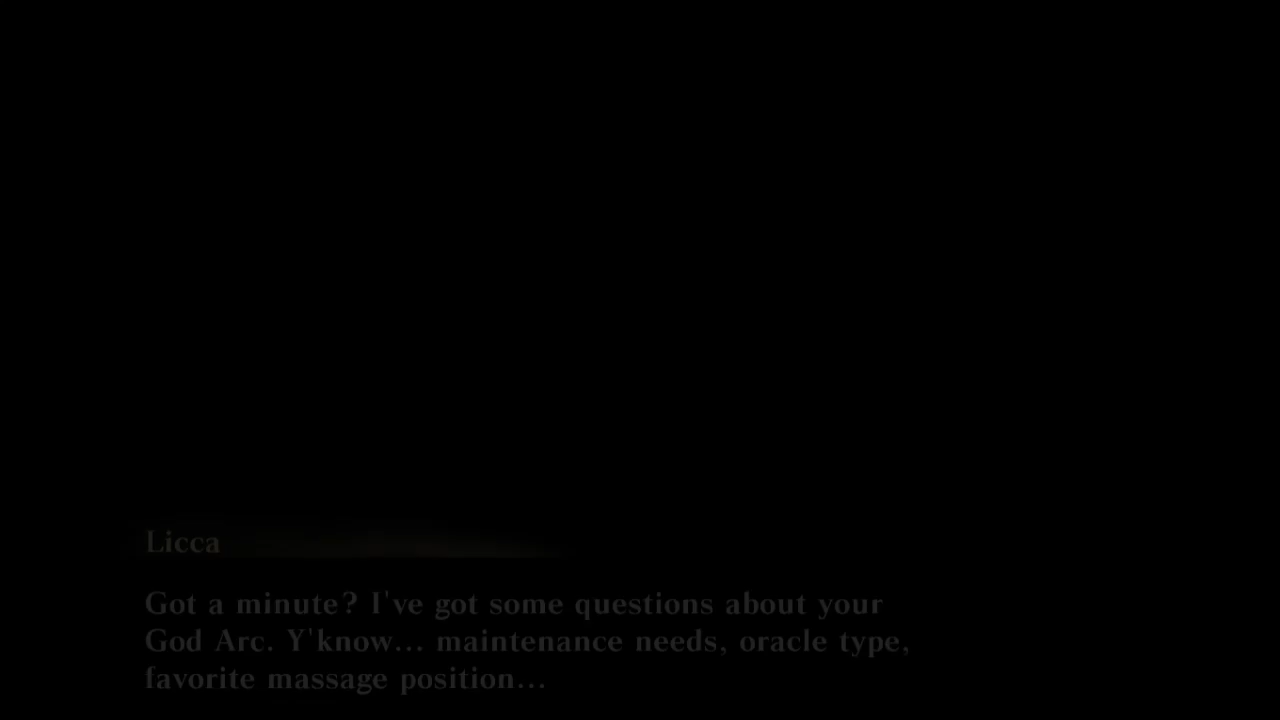 Licca
Got a minute? I've got some questions about your
God Arc. Y'know... maintenance needs, oracle type,
favorite massage position...